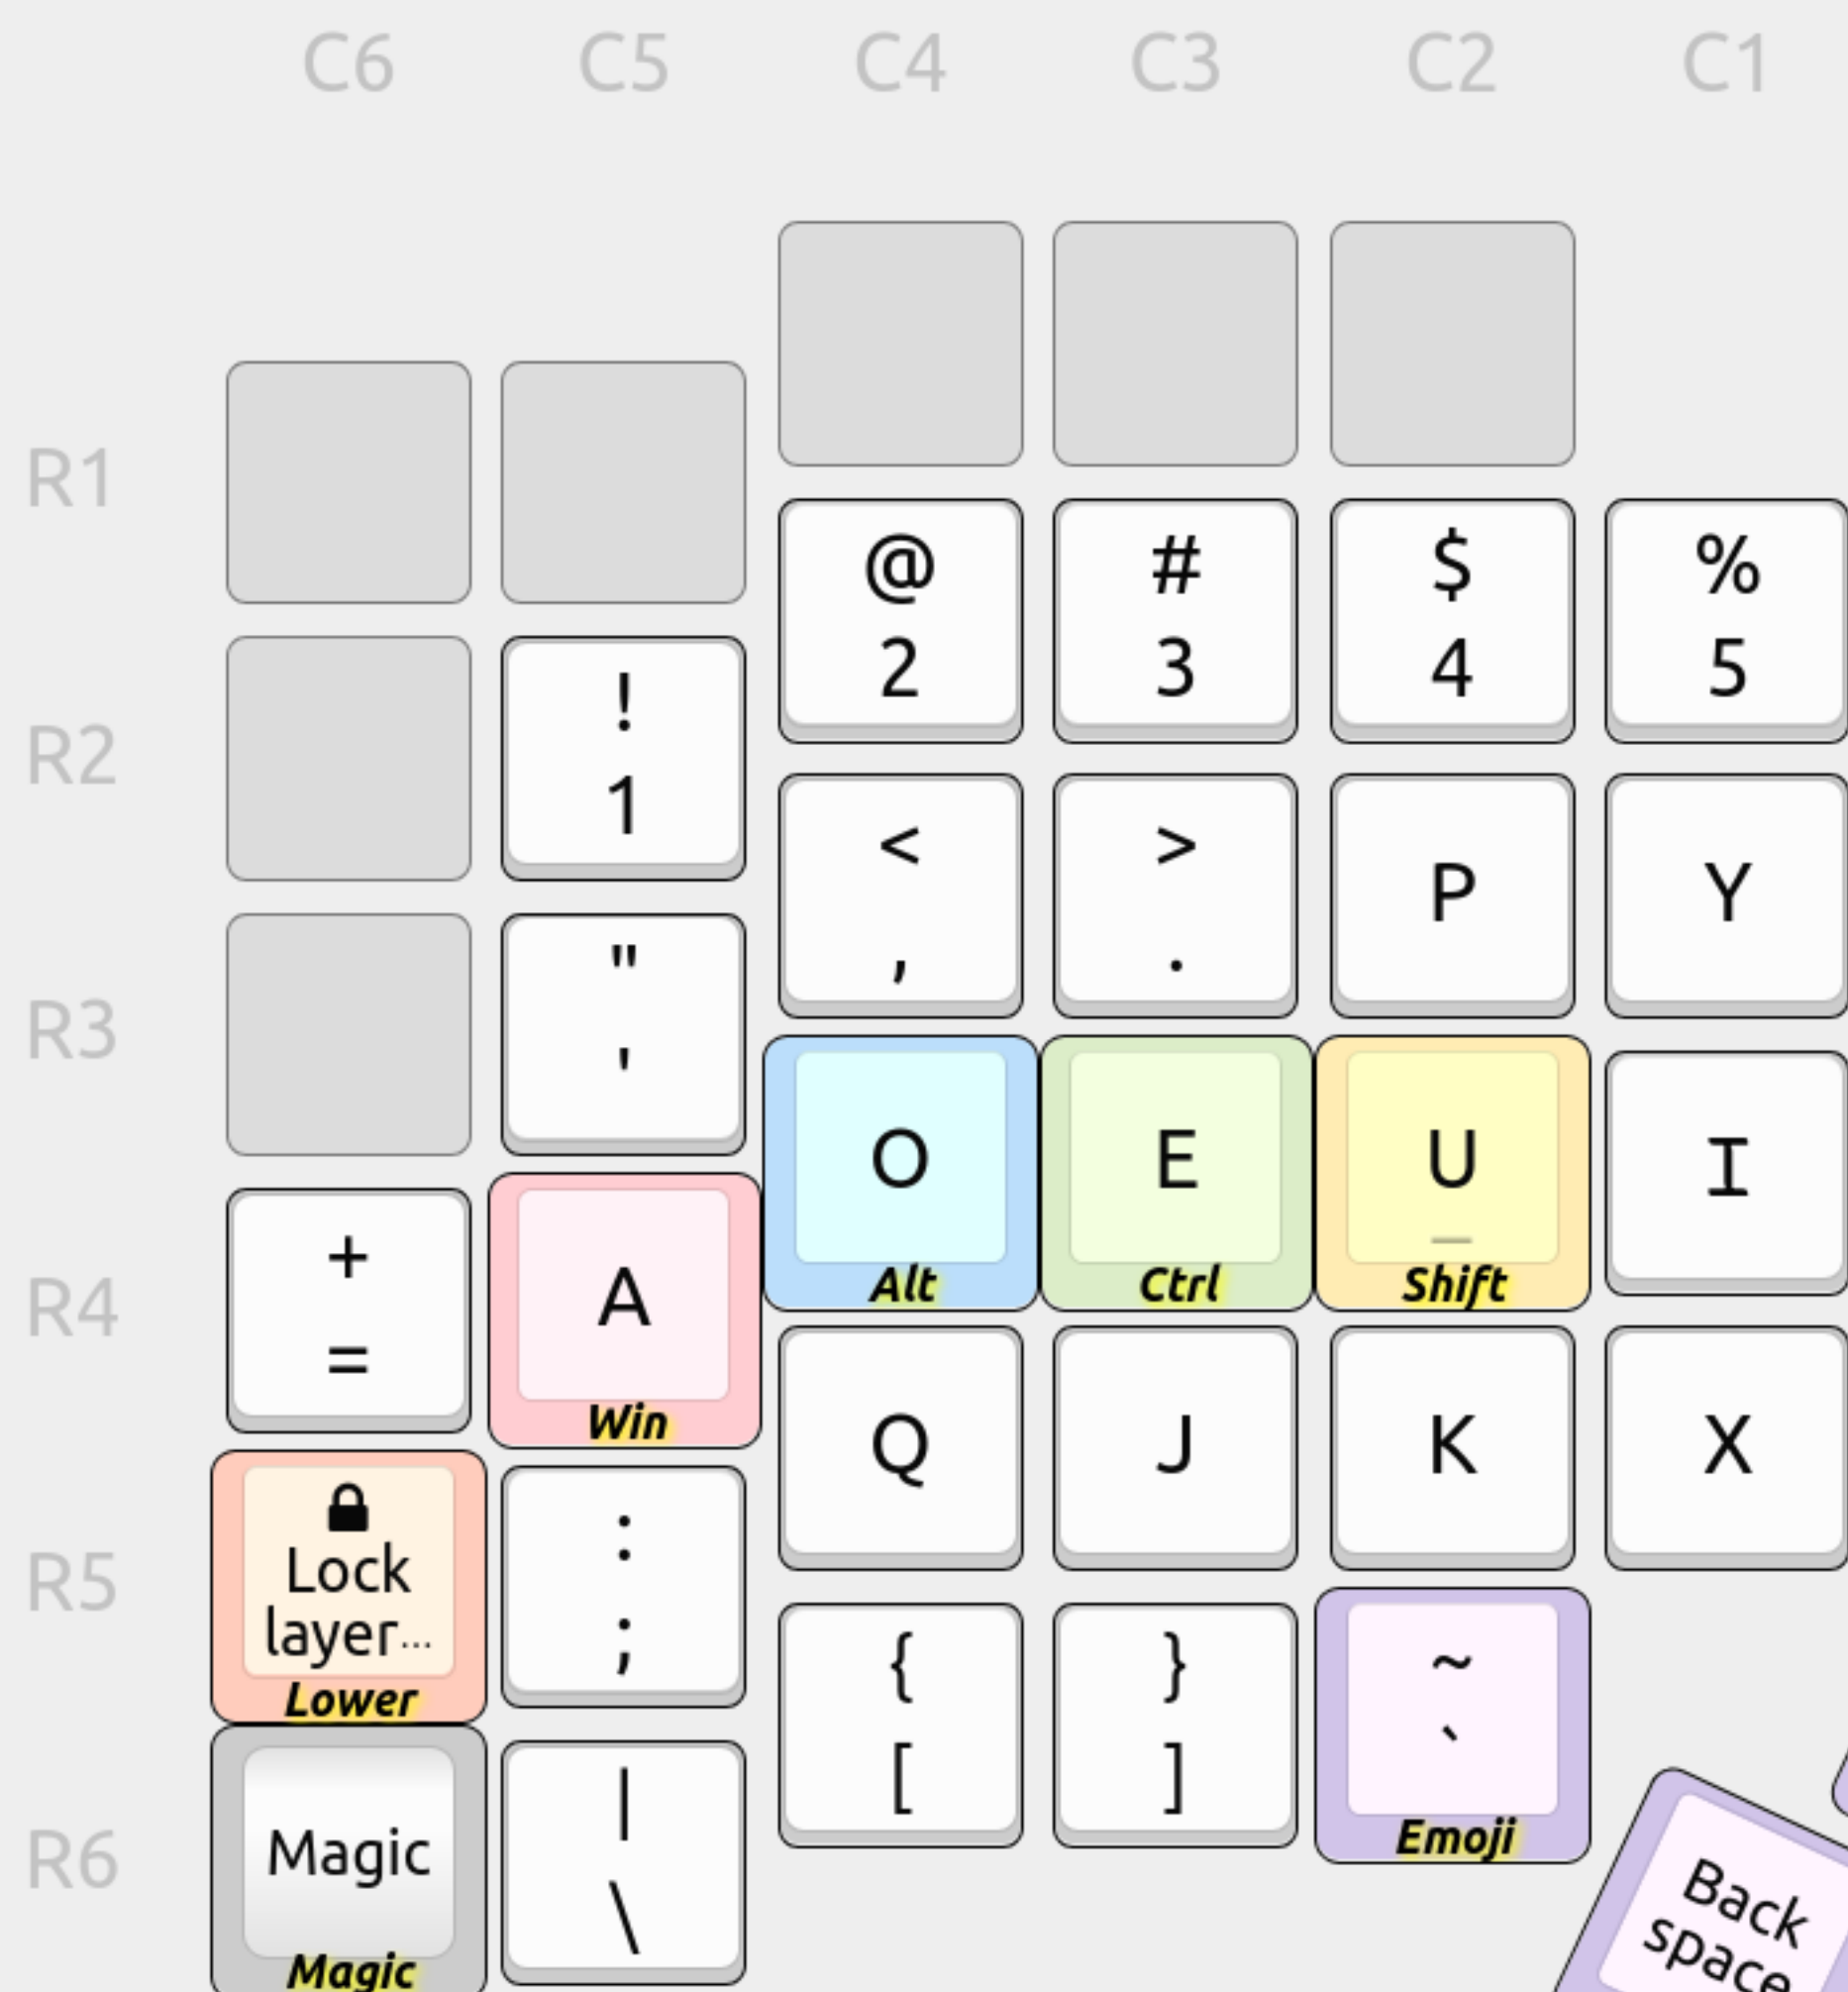 C6 C5 C4 C3 C2 C1
R1
@ # $ %
2 3 4 5
R2
!
1
< > P Y
, .
R3
"
'
O E U I
_
Alt Ctrl Shift
R4
+ A
=
Win
Q J K X
R5
Lock
layer...
Lower
:
;
{ } ~
[ ] `
Emoji
R6
Magic
Magic
|
\
Back
space